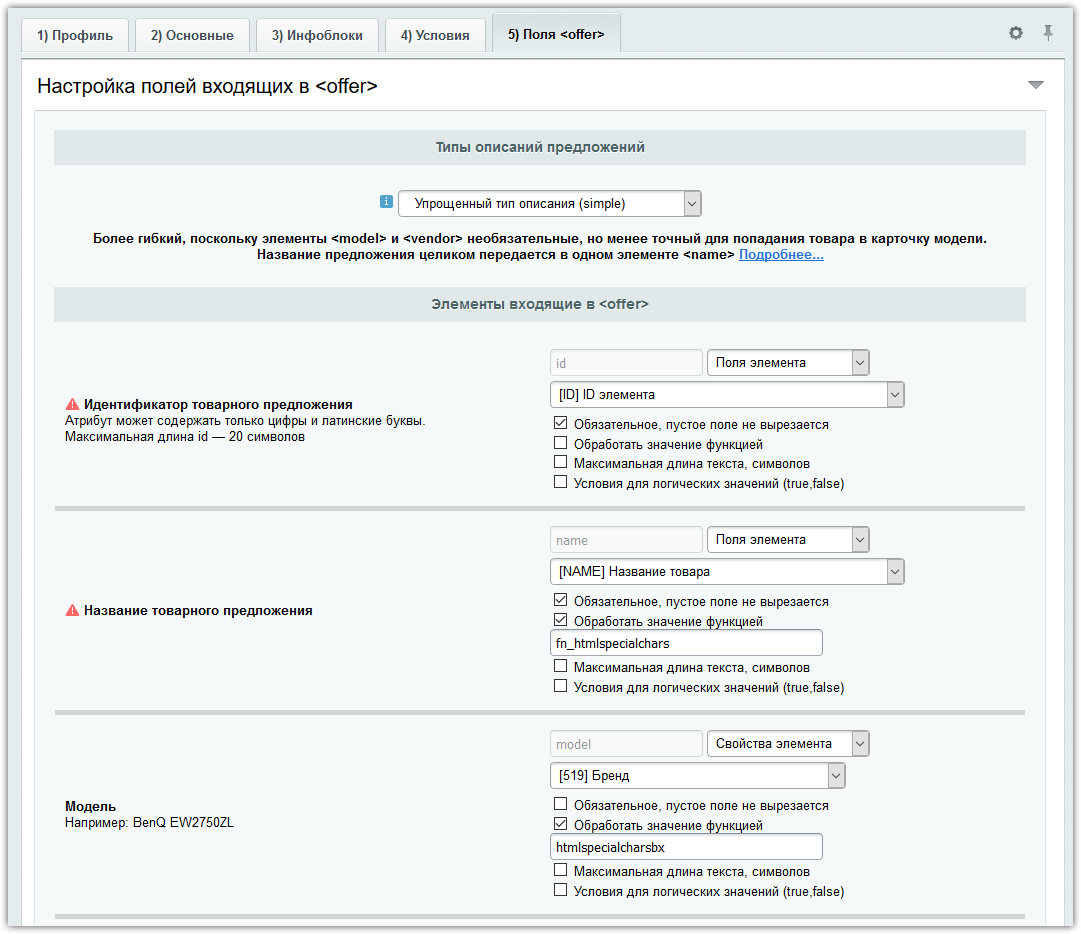 1) Профиль
2) Основные
3) Инфоблоки
4) Условия
5) Поля <offer>
Настройка полей входящих в <offer>
Типы описаний предложений
Упрощенный тип описания (simple)
Более гибкий, поскольку элементы <model> и <vendor> необязательные, но менее точный для попадания товара в карточку модели.
Название предложения целиком передается в одном элементе <name> Подробнее...
Элементы входящие в <offer>
id
Поля элемента
[ID] ID элемента
Идентификатор товарного предложения
Атрибут может содержать только цифры и латинские буквы.
Максимальная длина id — 20 символов
Обязательное, пустое поле не вырезается
Обработать значение функцией
Максимальная длина текста, символов
Условия для логических значений (true,false)
name
Поля элемента
[NAME] Название товара
Название товарного предложения
Обязательное, пустое поле не вырезается
Обработать значение функцией
fn_htmlspecialchars
Максимальная длина текста, символов
Условия для логических значений (true,false)
model
Свойства элемента
[519] Бренд
Модель
Например: BenQ EW2750ZL
Обязательное, пустое поле не вырезается
Обработать значение функцией
htmlspecialcharsbx
Максимальная длина текста, символов
Условия для логических значений (true,false)